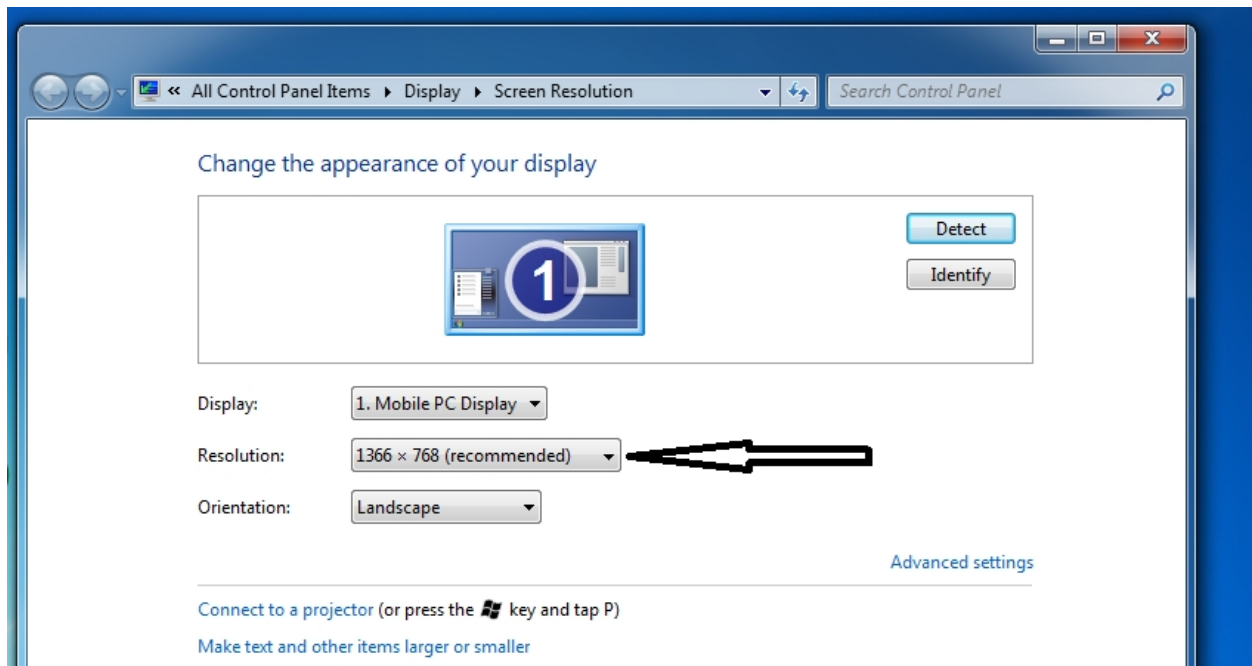 « All Control Panel Items ▸ Display ▸ Screen Resolution
Search Control Panel
Change the appearance of your display
1
Detect
Identify
Display: 1. Mobile PC Display
Resolution: 1366 × 768 (recommended)
Orientation: Landscape
Advanced settings
Connect to a projector (or press the key and tap P)
Make text and other items larger or smaller